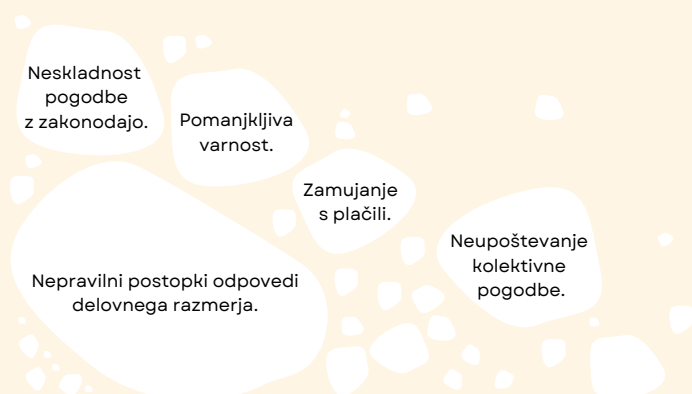 Neskladnost
pogodbe
z zakonodajo.
Pomanjkljiva
varnost.
Zamujanje
s plačili.
Neupoštevanje
kolektivne
pogodbe.
Nepravilni postopki odpovedi
delovnega razmerja.